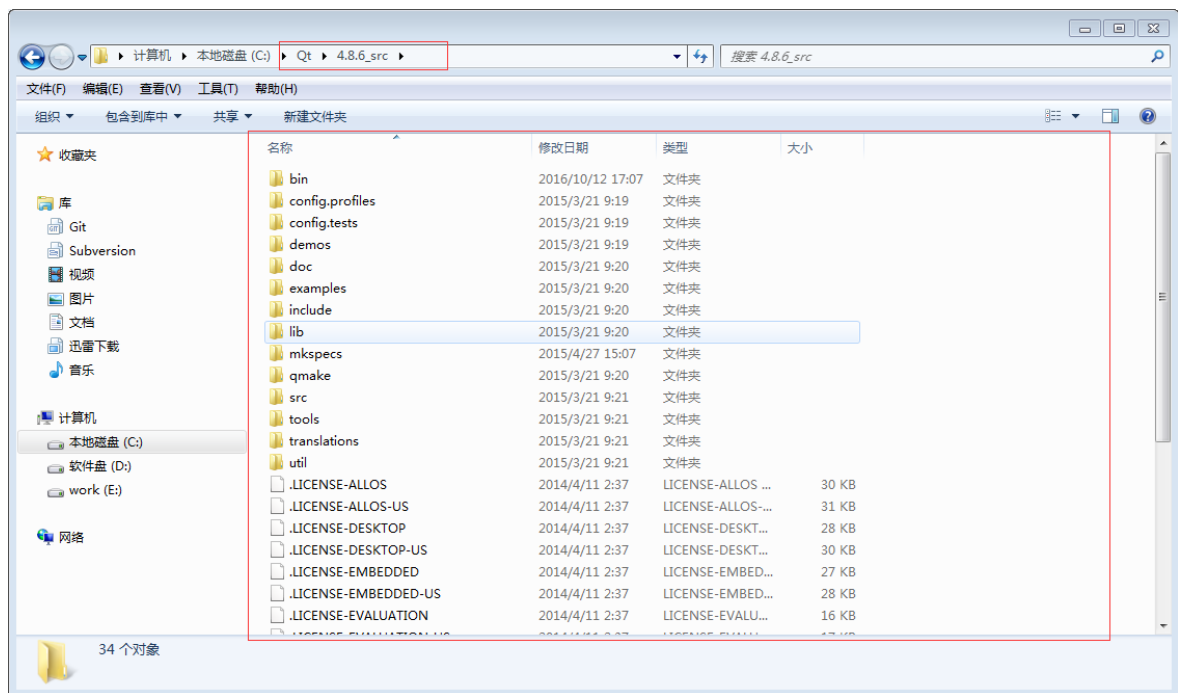 计算机 本地磁盘 (C:) Qt 4.8.6_src 搜索 4.8.6_src
文件(F) 编辑(E) 查看(V) 工具(T) 帮助(H)
组织 包含到库中 共享 新建文件夹
收藏夹
库
Git
Subversion
视频
图片
文档
迅雷下载
音乐
计算机
本地磁盘 (C:)
软件盘 (D:)
work (E:)
网络
名称 修改日期 类型 大小
bin 2016/10/12 17:07 文件夹
config.profiles 2015/3/21 9:19 文件夹
config.tests 2015/3/21 9:19 文件夹
demos 2015/3/21 9:19 文件夹
doc 2015/3/21 9:20 文件夹
examples 2015/3/21 9:20 文件夹
include 2015/3/21 9:20 文件夹
lib 2015/3/21 9:20 文件夹
mkspecs 2015/4/27 15:07 文件夹
qmake 2015/3/21 9:20 文件夹
src 2015/3/21 9:21 文件夹
tools 2015/3/21 9:21 文件夹
translations 2015/3/21 9:21 文件夹
util 2015/3/21 9:21 文件夹
.LICENSE-ALLOS 2014/4/11 2:37 LICENSE-ALLOS ... 30 KB
.LICENSE-ALLOS-US 2014/4/11 2:37 LICENSE-ALLOS-... 31 KB
.LICENSE-DESKTOP 2014/4/11 2:37 LICENSE-DESKT... 28 KB
.LICENSE-DESKTOP-US 2014/4/11 2:37 LICENSE-DESKT... 30 KB
.LICENSE-EMBEDDED 2014/4/11 2:37 LICENSE-EMBED... 27 KB
.LICENSE-EMBEDDED-US 2014/4/11 2:37 LICENSE-EMBED... 28 KB
.LICENSE-EVALUATION 2014/4/11 2:37 LICENSE-EVALU... 16 KB
34 个对象